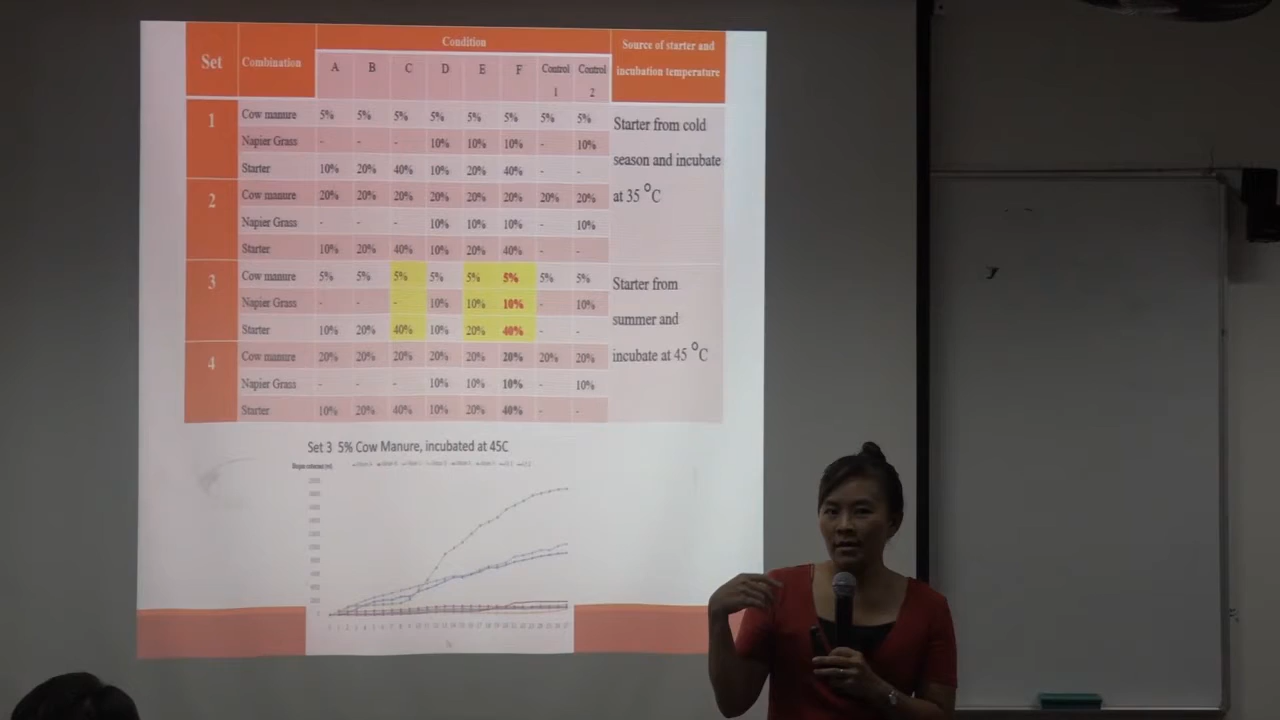 Set Combination Condition Source of starter and incubation temperature
A B C D E F Control 1 Control 2
1 Cow manure 5% 5% 5% 5% 5% 5% 5% 5%
Napier Grass - - - 10% 10% 10% - 10%
Starter 10% 20% 40% 10% 20% 40% - -
Starter from cold
season and incubate
at 35 °C
2 Cow manure 20% 20% 20% 20% 20% 20% 20% 20%
Napier Grass - - - 10% 10% 10% - 10%
Starter 10% 20% 40% 10% 20% 40% - -
3 Cow manure 5% 5% 5% 5% 5% 5% 5% 5%
Napier Grass - - - 10% 10% 10% - 10%
Starter 10% 20% 40% 10% 20% 40% - -
Starter from
summer and
incubate at 45 °C
4 Cow manure 20% 20% 20% 20% 20% 20% 20% 20%
Napier Grass - - - 10% 10% 10% - 10%
Starter 10% 20% 40% 10% 20% 40% - -
Set 3 5% Cow Manure, incubated at 45C